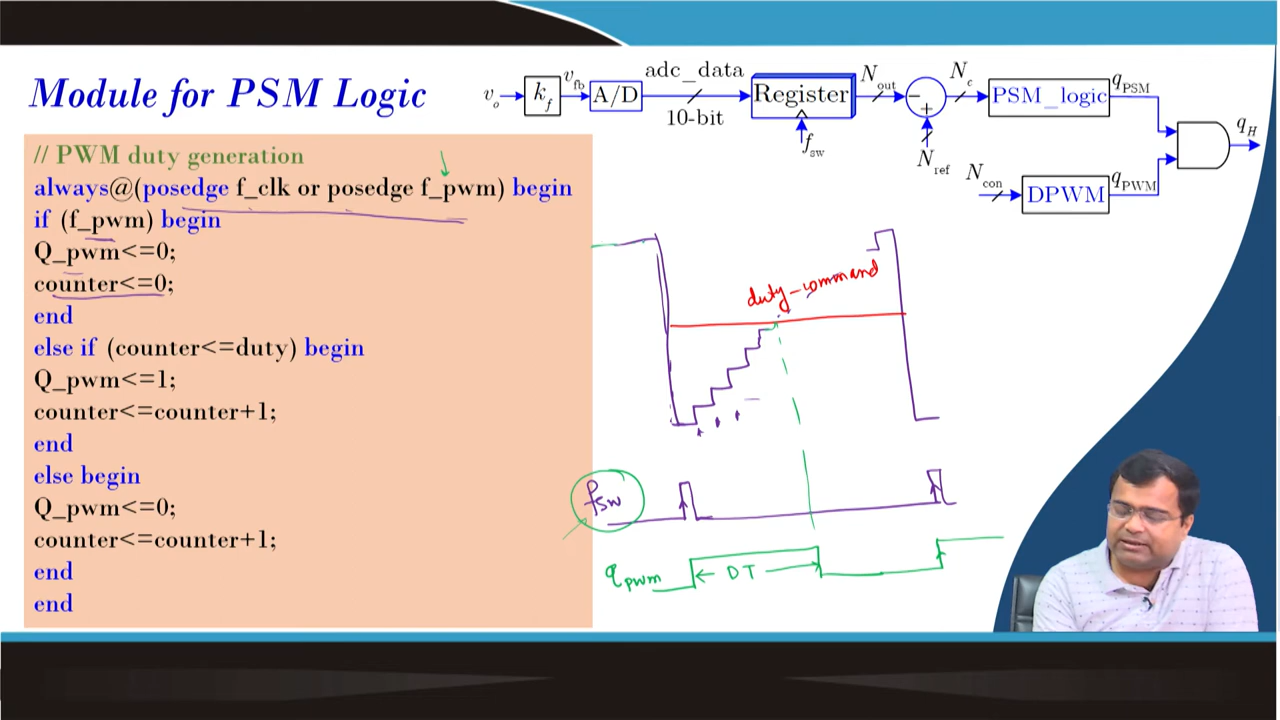 Module for PSM Logic
v_o
k_f
v_fb
A/D
adc_data
10-bit
Register
f_sw
N_out
−
+
N_ref
N_c
PSM_logic
q_PSM
N_con
DPWM
q_PWM
q_H
// PWM duty generation
always@(posedge f_clk or posedge f_pwm) begin
if (f_pwm) begin
Q_pwm<=0;
counter<=0;
end
else if (counter<=duty) begin
Q_pwm<=1;
counter<=counter+1;
end
else begin
Q_pwm<=0;
counter<=counter+1;
end
end
duty-command
fsw
qpwm
DT